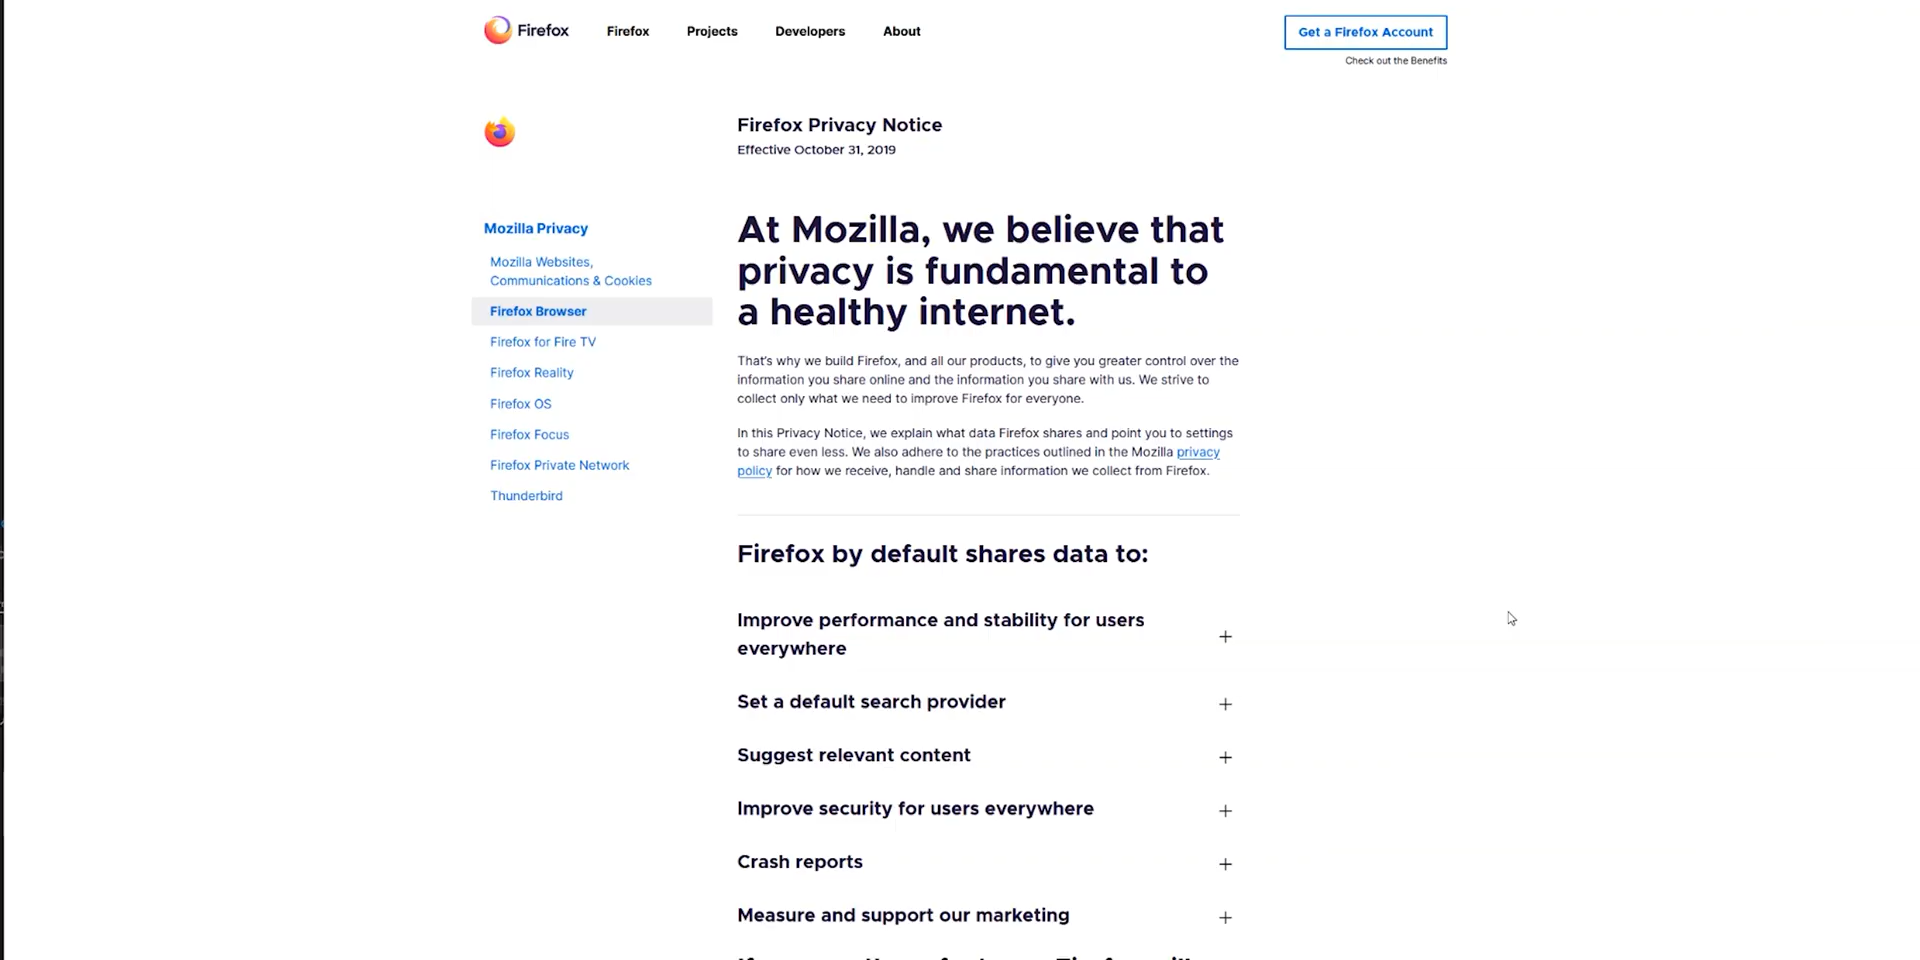 Firefox
Firefox
Projects
Developers
About
Get a Firefox Account
Check out the Benefits
Firefox Privacy Notice
Effective October 31, 2019
Mozilla Privacy
Mozilla Websites,
Communications & Cookies
Firefox Browser
Firefox for Fire TV
Firefox Reality
Firefox OS
Firefox Focus
Firefox Private Network
Thunderbird
At Mozilla, we believe that
privacy is fundamental to
a healthy internet.
That's why we build Firefox, and all our products, to give you greater control over the
information you share online and the information you share with us. We strive to
collect only what we need to improve Firefox for everyone.
In this Privacy Notice, we explain what data Firefox shares and point you to settings
to share even less. We also adhere to the practices outlined in the Mozilla privacy
policy for how we receive, handle and share information we collect from Firefox.
Firefox by default shares data to:
Improve performance and stability for users
everywhere
Set a default search provider
Suggest relevant content
Improve security for users everywhere
Crash reports
Measure and support our marketing